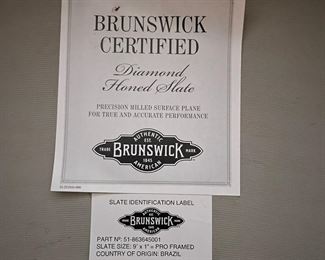 BRUNSWICK
CERTIFIED
Diamond
Honed Slate
PRECISION MILLED SURFACE PLANE
FOR TRUE AND ACCURATE PERFORMANCE
AUTHENTIC
EST.
TRADE BRUNSWICK MARK
1845
AMERICAN
SLATE IDENTIFICATION LABEL
BRUNSWICK
PART Nº: 51-863645001
SLATE SIZE: 9' x 1" = PRO FRAMED
COUNTRY OF ORIGIN: BRAZIL